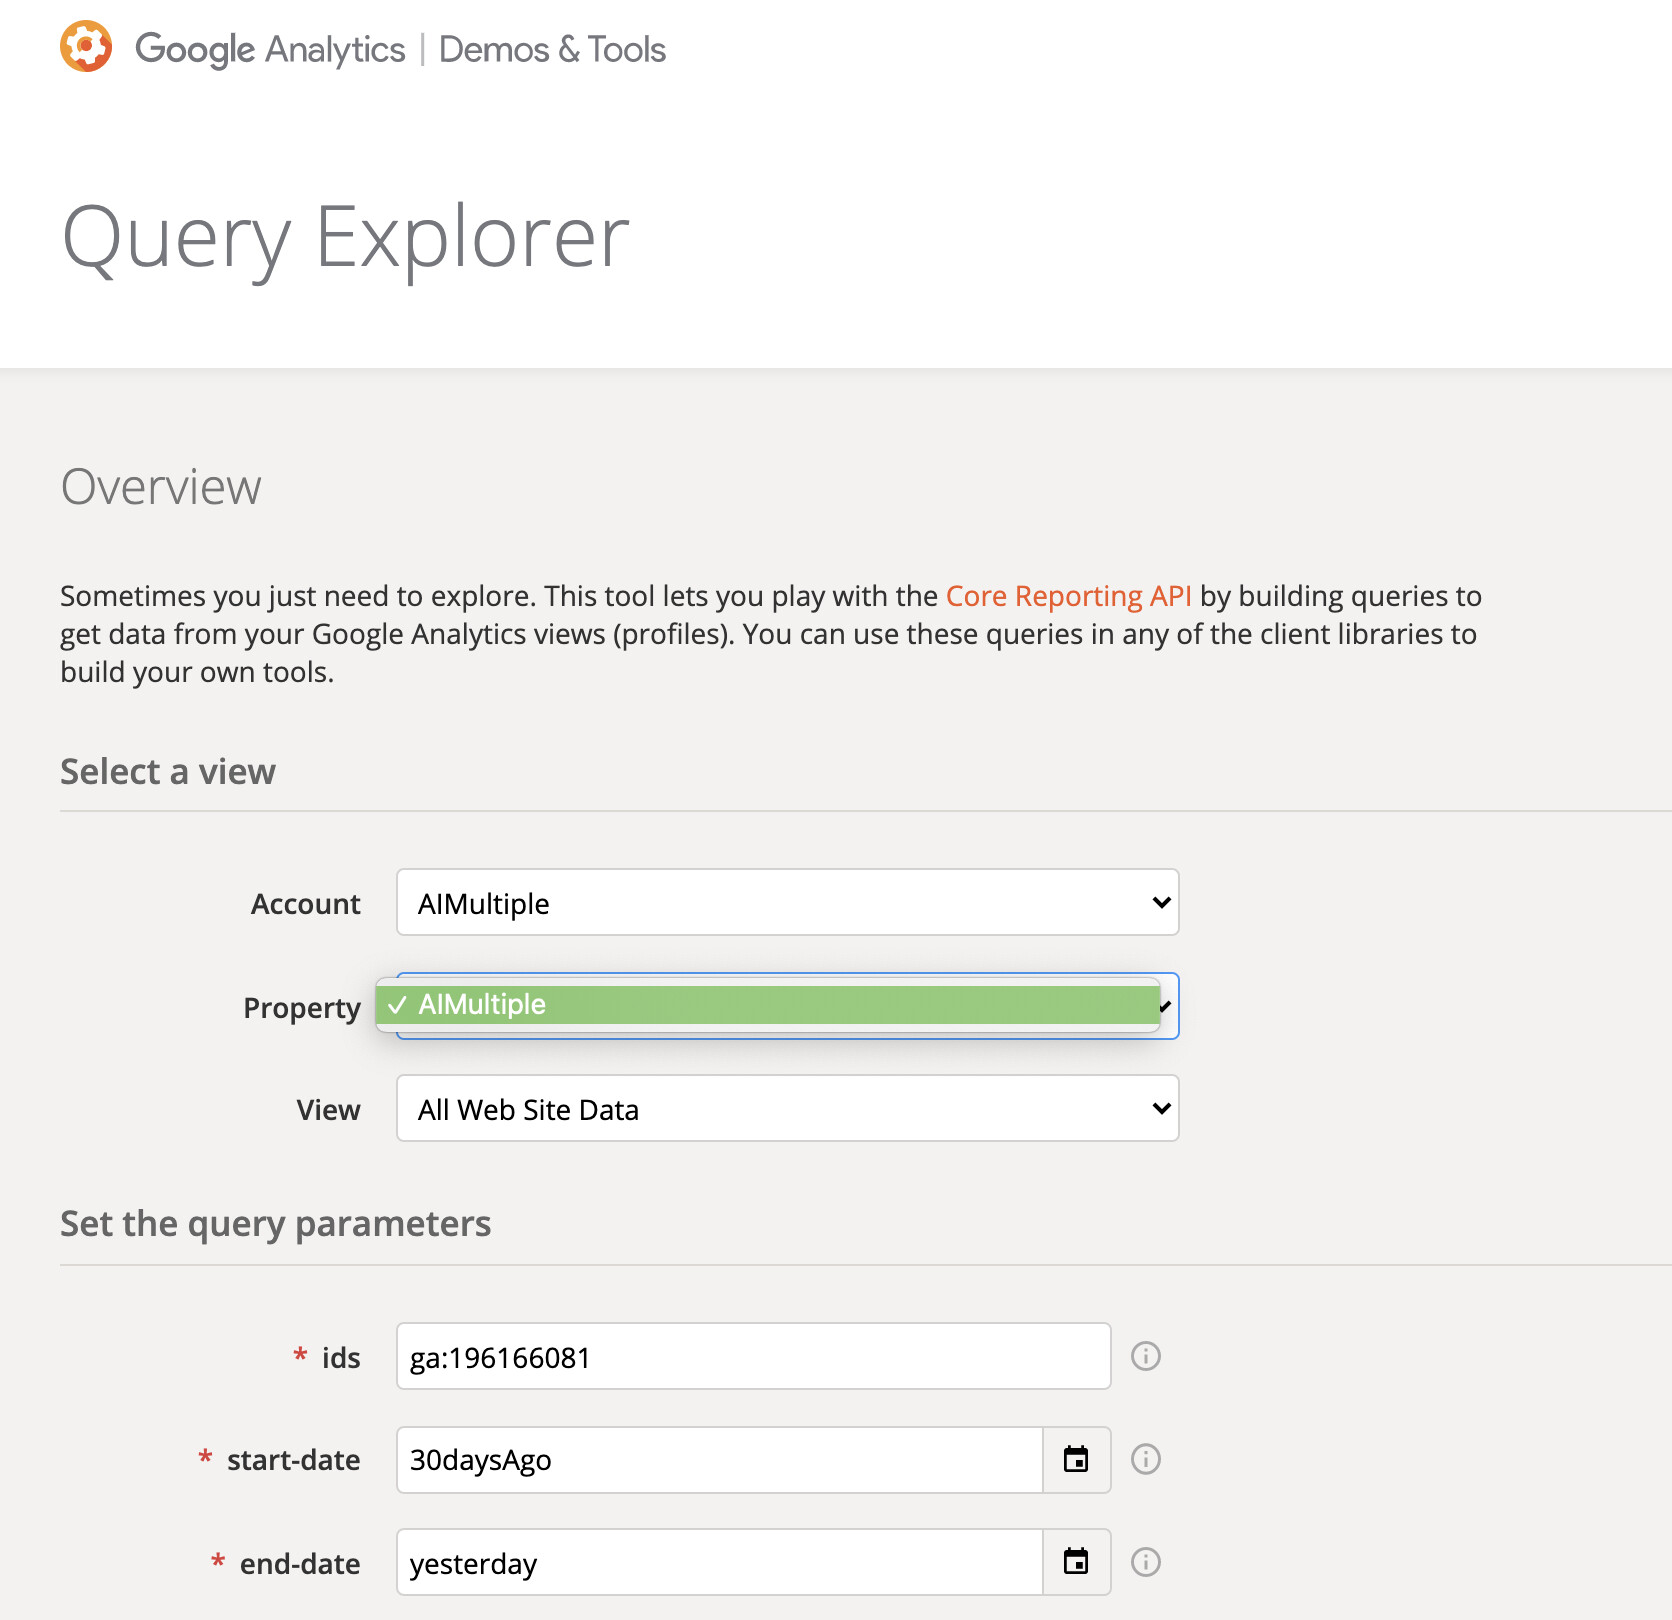 Google Analytics | Demos & Tools
Query Explorer
Overview
Sometimes you just need to explore. This tool lets you play with the Core Reporting API by building queries to
get data from your Google Analytics views (profiles). You can use these queries in any of the client libraries to
build your own tools.
Select a view
Account AIMultiple
Property ✓ AIMultiple
View All Web Site Data
Set the query parameters
* ids ga:196166081
* start-date 30daysAgo
* end-date yesterday